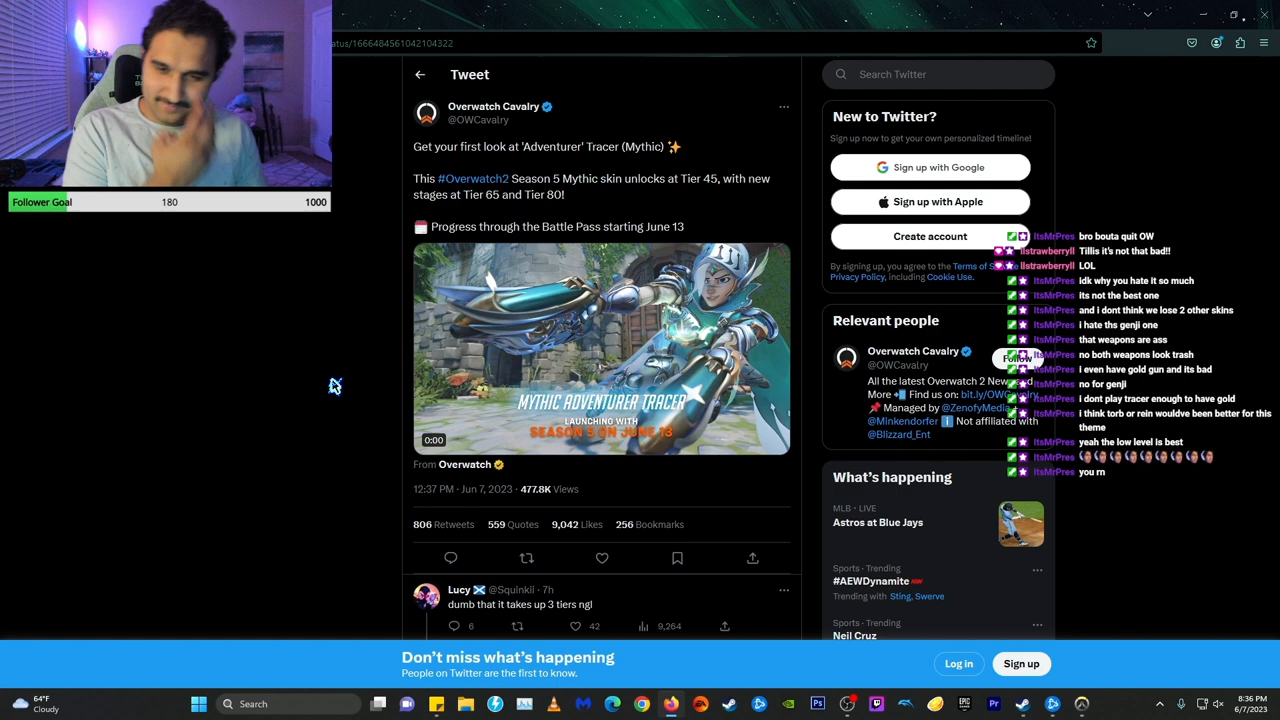 atus/1666484561042104322
Tweet
Search Twitter
Overwatch Cavalry
@OWCavalry
Get your first look at 'Adventurer' Tracer (Mythic) ✨
This #Overwatch2 Season 5 Mythic skin unlocks at Tier 45, with new
stages at Tier 65 and Tier 80!
Progress through the Battle Pass starting June 13
MYTHIC ADVENTURER TRACER
LAUNCHING WITH
SEASON 5 ON JUNE 13
0:00
From Overwatch
12:37 PM · Jun 7, 2023 · 477.8K Views
806 Retweets 559 Quotes 9,042 Likes 256 Bookmarks
Lucy 🏴󠁧󠁢󠁳󠁣󠁴󠁿 @Squlnkii · 7h
dumb that it takes up 3 tiers ngl
6 42 9,264
Follower Goal 180 1000
New to Twitter?
Sign up now to get your own personalized timeline!
Sign up with Google
Sign up with Apple
Create account
By signing up, you agree to the Terms of
Privacy Policy, including Cookie Use.
Relevant people
Overwatch Cavalry
@OWCavalry
Follow
All the latest Overwatch 2 News and
More 📲 Find us on: bit.ly/OWCavalry
📌 Managed by @ZenofyMedia +
@Minkendorfer ℹ️ Not affiliated with
@Blizzard_Ent
What's happening
MLB · LIVE
Astros at Blue Jays
Sports · Trending
#AEWDynamite
Trending with Sting, Swerve
Sports · Trending
Neil Cruz
ItsMrPres bro bouta quit OW
llstrawberryll Tillis it's not that bad!!
llstrawberryll LOL
ItsMrPres idk why you hate it so much
ItsMrPres its not the best one
ItsMrPres and i dont think we lose 2 other skins
ItsMrPres i hate ths genji one
ItsMrPres that weapons are ass
ItsMrPres no both weapons look trash
ItsMrPres i even have gold gun and its bad
ItsMrPres no for genji
ItsMrPres i dont play tracer enough to have gold
ItsMrPres i think torb or rein wouldve been better for this
theme
ItsMrPres yeah the low level is best
ItsMrPres
ItsMrPres you rn
Don't miss what's happening
People on Twitter are the first to know.
Log in
Sign up
64°F
Cloudy
Search
8:36 PM
6/7/2023